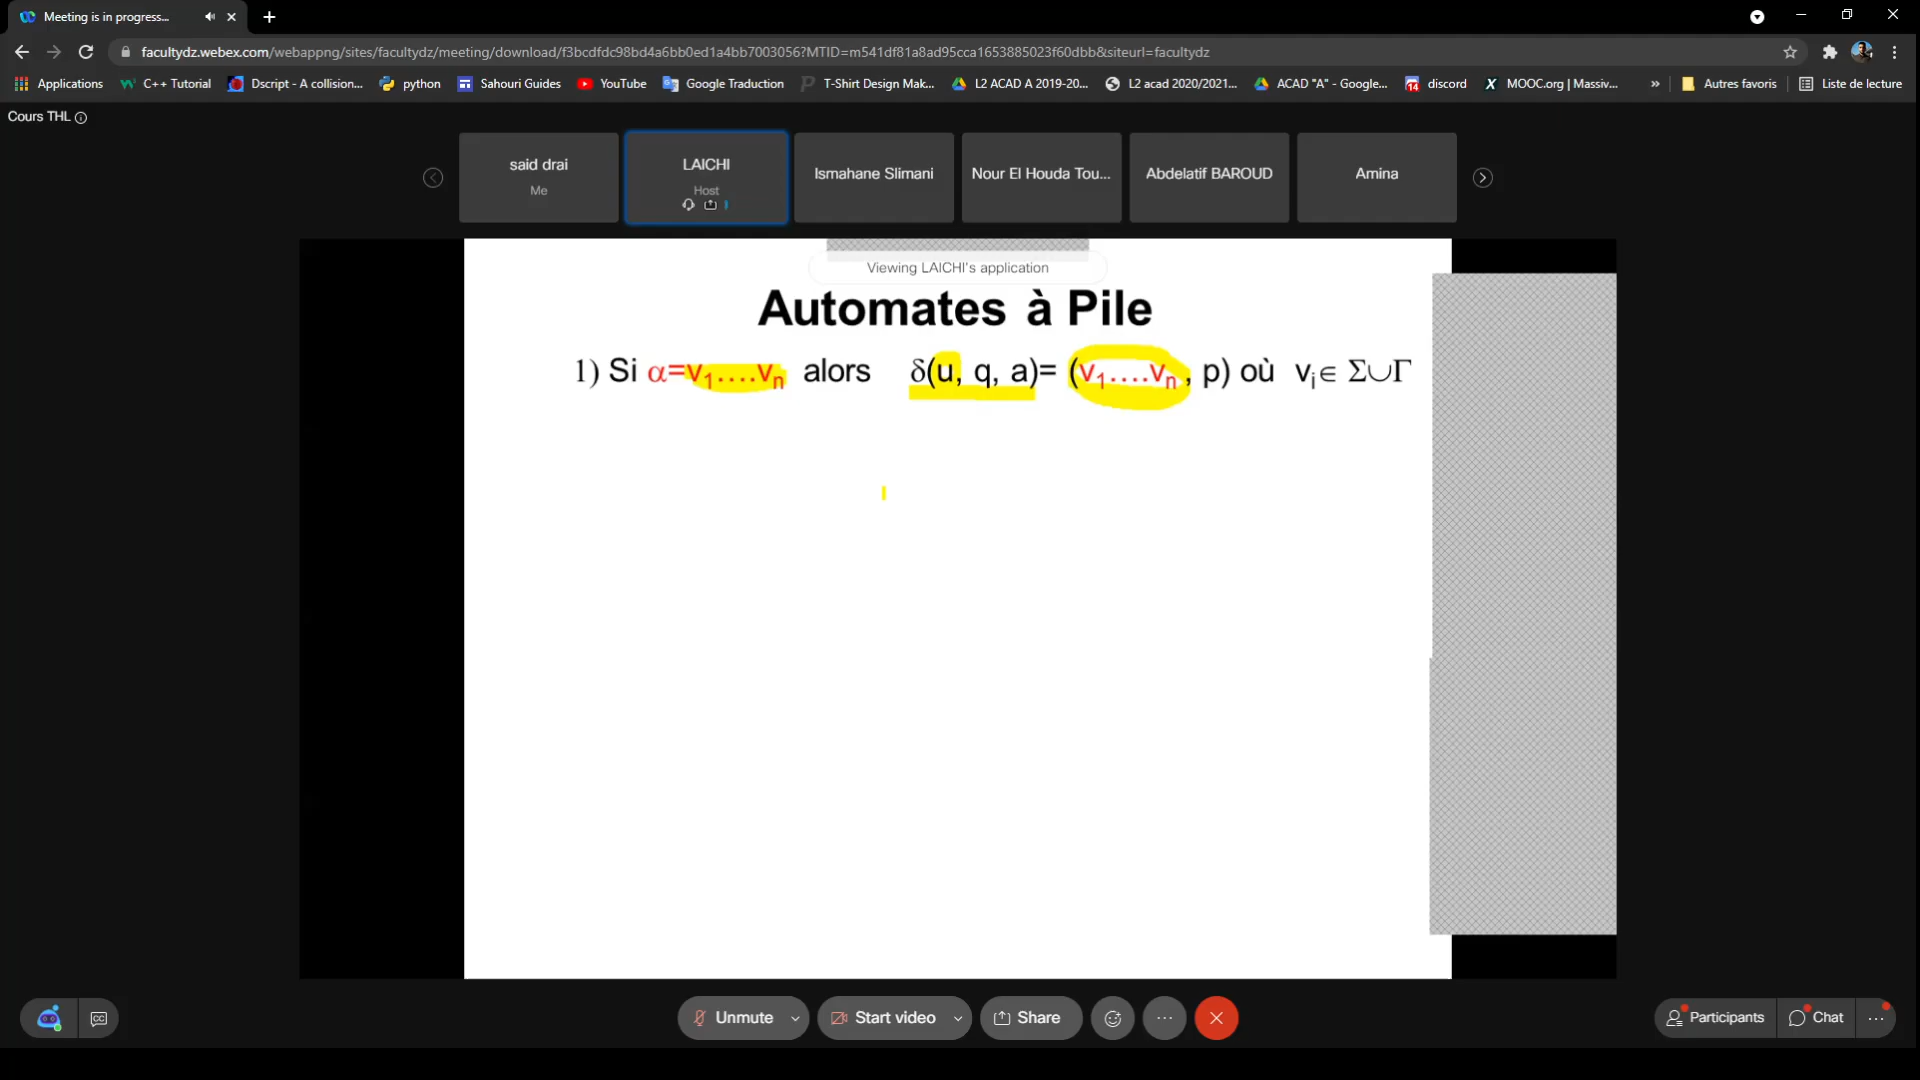 Meeting is in progress...
facultydz.webex.com/webappng/sites/facultydz/meeting/download/f3bcdfdc98bd4a6bb0ed1a4bb7003056?MTID=m541df81a8ad95cca1653885023f60dbb&siteurl=facultydz
Applications C++ Tutorial Dscript - A collision... python Sahouri Guides YouTube Google Traduction T-Shirt Design Mak... L2 ACAD A 2019-20... L2 acad 2020/2021... ACAD "A" - Google... 14 discord MOOC.org | Massiv... » Autres favoris Liste de lecture
Cours THL
said drai LAICHI Ismahane Slimani Nour El Houda Tou... Abdelatif BAROUD Amina
Me Host
Viewing LAICHI's application
Automates à Pile
1) Si α=v₁….vₙ alors δ(u, q, a)= (v₁….vₙ , p) où vᵢ∈ Σ∪Γ
CC Unmute Start video Share Participants Chat